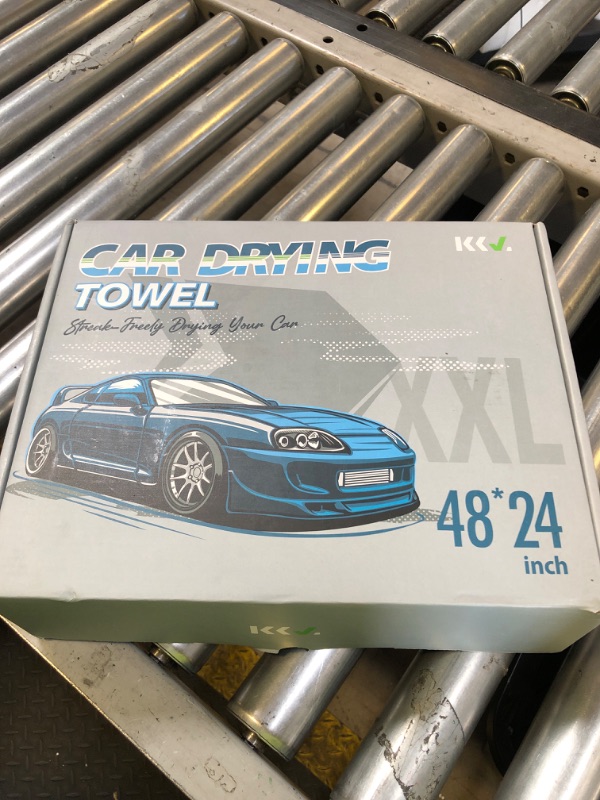 CAR DRYING
TOWEL
Streak-Freely Drying Your Car
KKV.
XXL
48*24
inch
KKV.